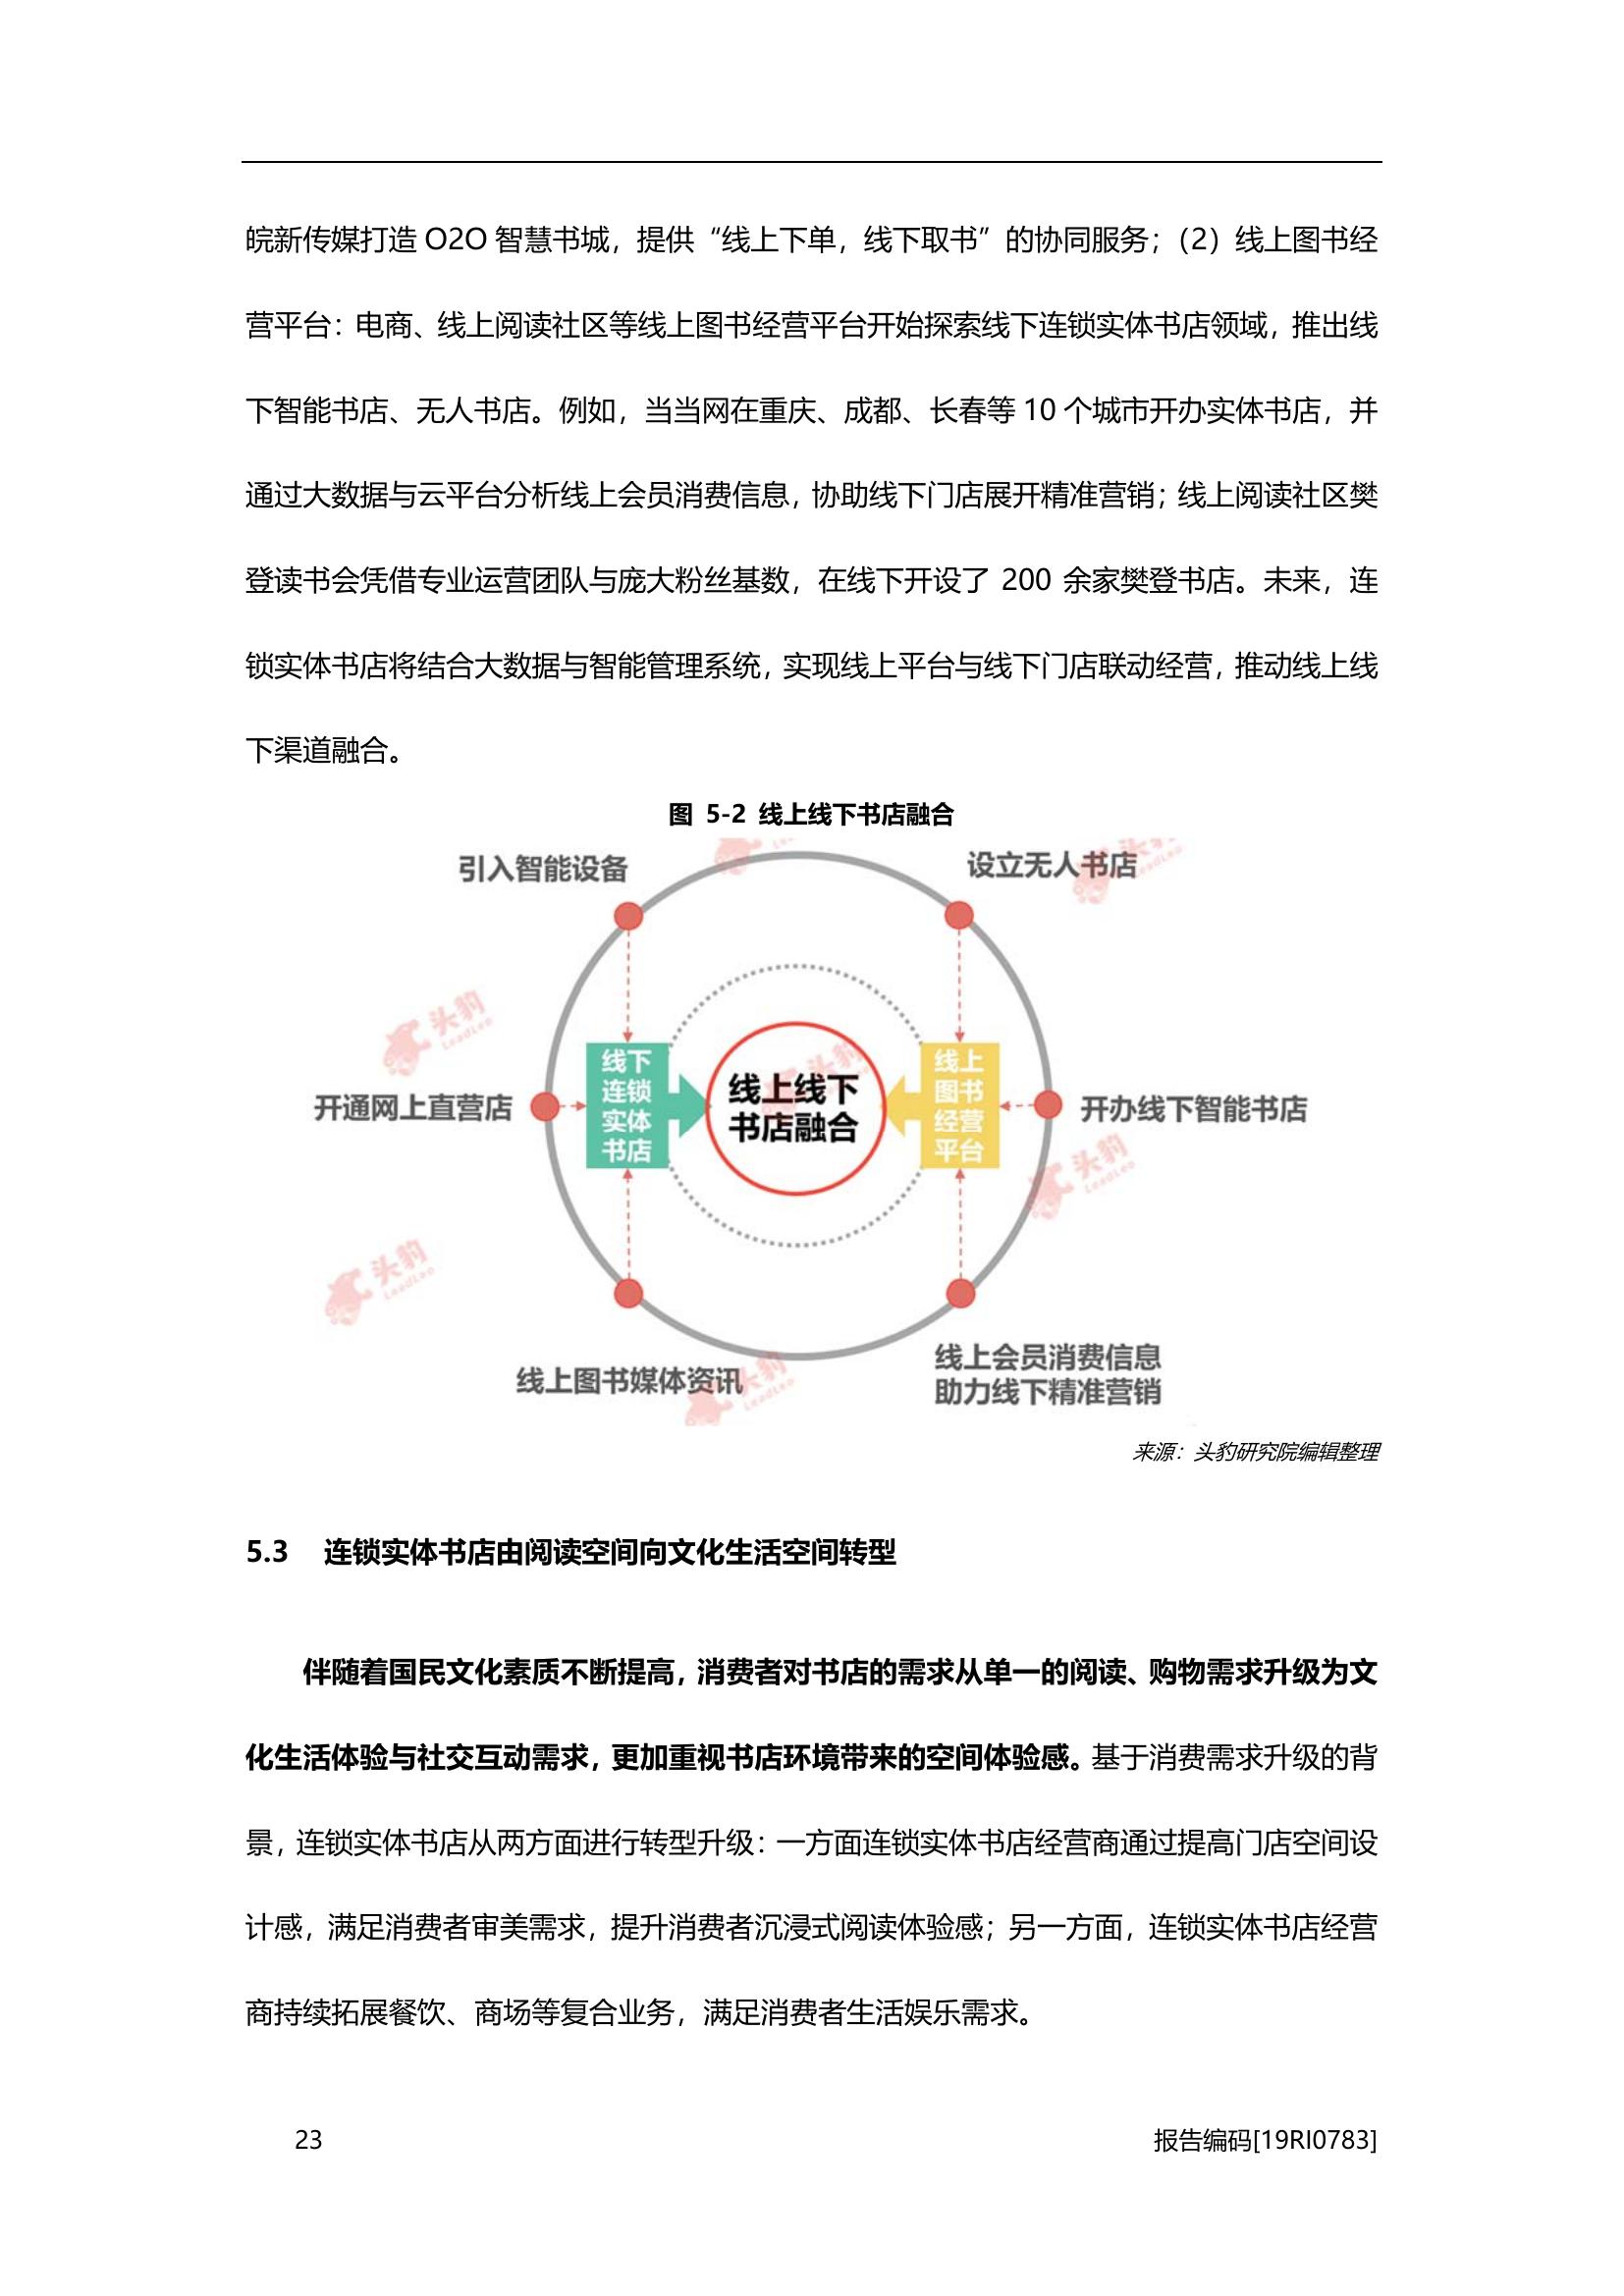 皖新传媒打造 O2O 智慧书城，提供“线上下单，线下取书”的协同服务；（2）线上图书经
营平台：电商、线上阅读社区等线上图书经营平台开始探索线下连锁实体书店领域，推出线
下智能书店、无人书店。例如，当当网在重庆、成都、长春等 10 个城市开办实体书店，并
通过大数据与云平台分析线上会员消费信息，协助线下门店展开精准营销；线上阅读社区樊
登读书会凭借专业运营团队与庞大粉丝基数，在线下开设了 200 余家樊登书店。未来，连
锁实体书店将结合大数据与智能管理系统，实现线上平台与线下门店联动经营，推动线上线
下渠道融合。
图 5-2 线上线下书店融合
引入智能设备
设立无人书店
开通网上直营店
线下
连锁
实体
书店
线上线下
书店融合
线上
图书
经营
平台
开办线下智能书店
线上图书媒体资讯
线上会员消费信息
助力线下精准营销
头豹
LeadLeo
头豹
LeadLeo
头豹
LeadLeo
头豹
LeadLeo
头豹
LeadLeo
头豹
来源：头豹研究院编辑整理
5.3 连锁实体书店由阅读空间向文化生活空间转型
伴随着国民文化素质不断提高，消费者对书店的需求从单一的阅读、购物需求升级为文
化生活体验与社交互动需求，更加重视书店环境带来的空间体验感。基于消费需求升级的背
景，连锁实体书店从两方面进行转型升级：一方面连锁实体书店经营商通过提高门店空间设
计感，满足消费者审美需求，提升消费者沉浸式阅读体验感；另一方面，连锁实体书店经营
商持续拓展餐饮、商场等复合业务，满足消费者生活娱乐需求。
23
报告编码[19RI0783]